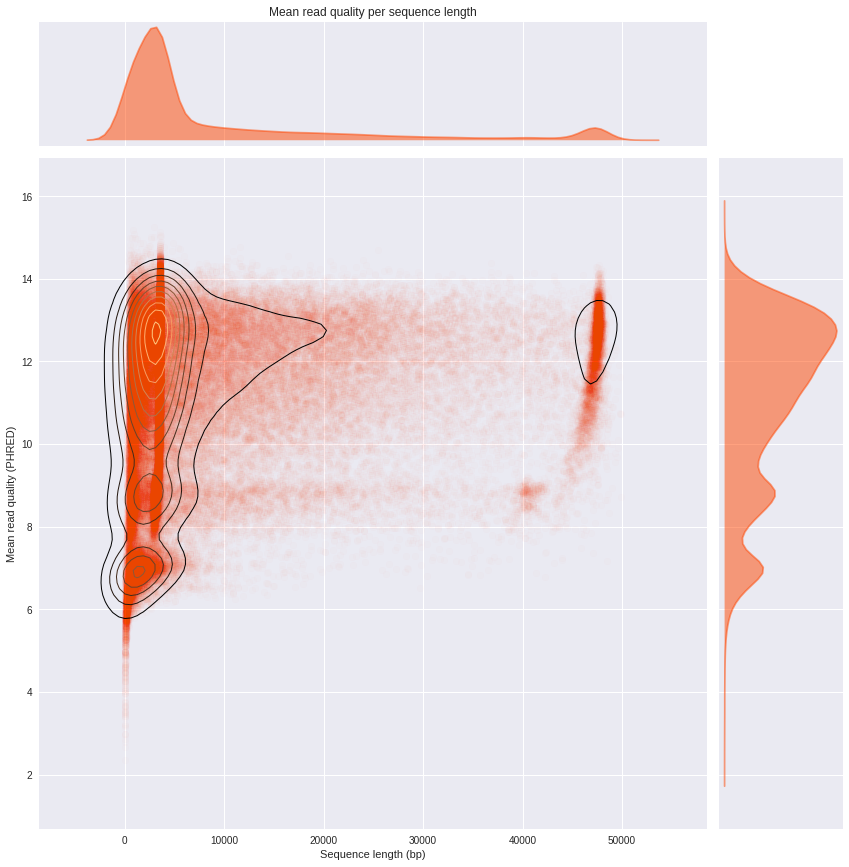 Mean read quality per sequence length
16
14
12
10
8
6
4
2
Mean read quality (PHRED)
0 10000 20000 30000 40000 50000
Sequence length (bp)